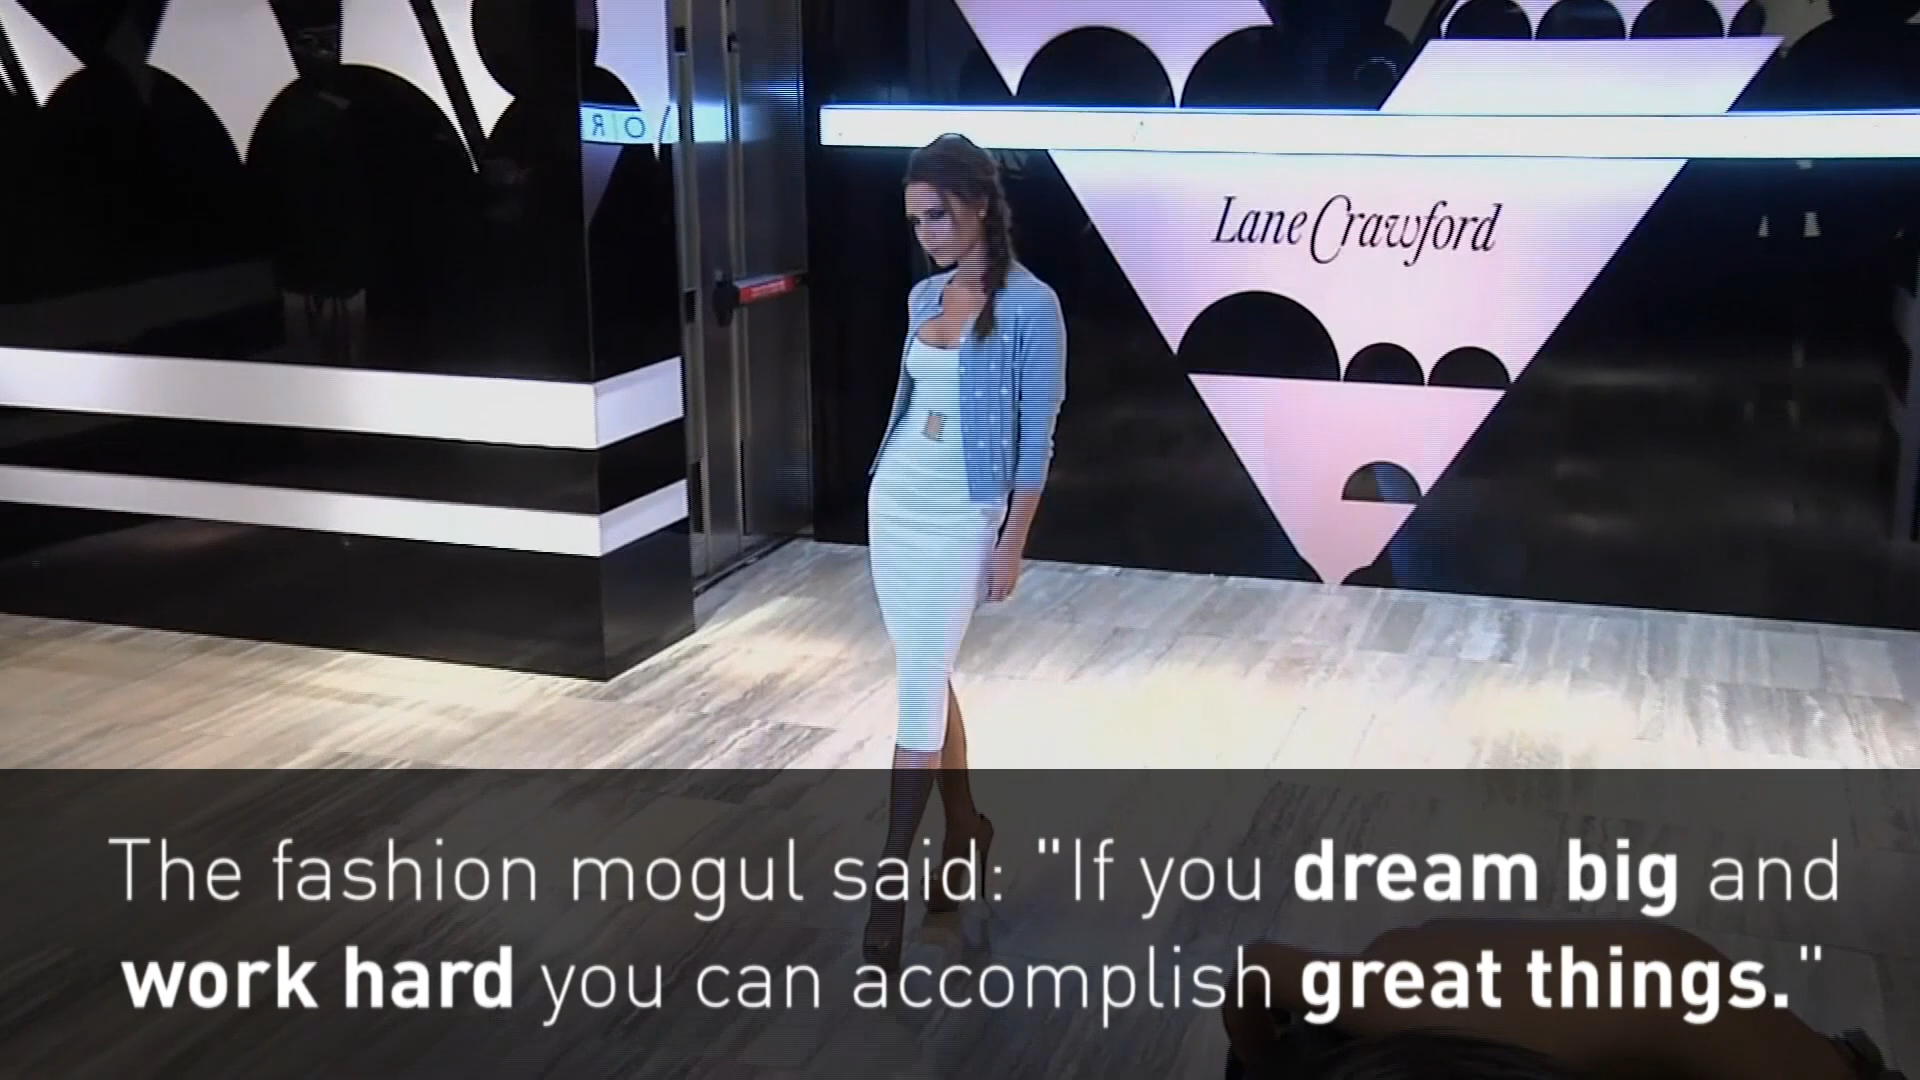 Lane Crawford
The fashion mogul said: "If you dream big and
work hard you can accomplish great things."